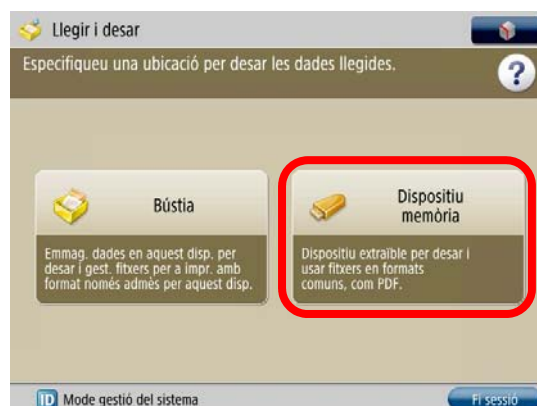 Llegir i desar
Especifiqueu una ubicació per desar les dades llegides.
?
Bústia
Emmag. dades en aquest disp. per
desar i gest. fitxers per a impr. amb
format només admès per aquest disp.
Dispositiu
memòria
Dispositiu extraïble per desar i
usar fitxers en formats
comuns, com PDF.
ID Mode gestió del sistema
Fi sessió